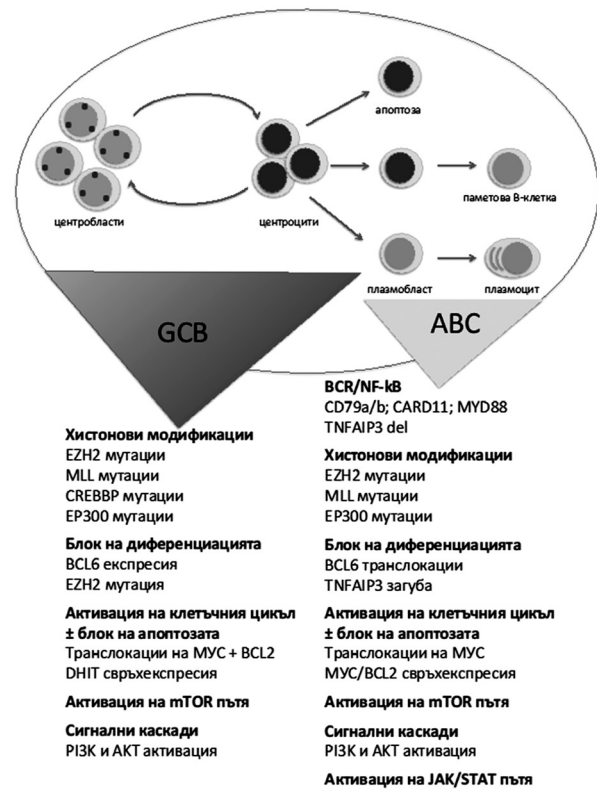 апоптоза
центробласти
центроцити
паметова В-клетка
плазмобласт
плазмоцит
GCB
ABC
Хистонови модификации
EZH2 мутации
MLL мутации
CREBBP мутации
EP300 мутации
Блок на диференциацията
BCL6 експресия
EZH2 мутация
Активация на клетъчния цикъл
± блок на апоптозата
Транслокации на MYC + BCL2
DHIT свръхекспресия
Активация на mTOR пътя
Сигнални каскади
PI3K и AKT активация
BCR/NF-kB
CD79a/b; CARD11; MYD88
TNFAIP3 del
Хистонови модификации
EZH2 мутации
MLL мутации
EP300 мутации
Блок на диференциацията
BCL6 транслокации
TNFAIP3 загуба
Активация на клетъчния цикъл
± блок на апоптозата
Транслокации на MYC
MYC/BCL2 свръхекспресия
Активация на mTOR пътя
Сигнални каскади
PI3K и AKT активация
Активация на JAK/STAT пътя